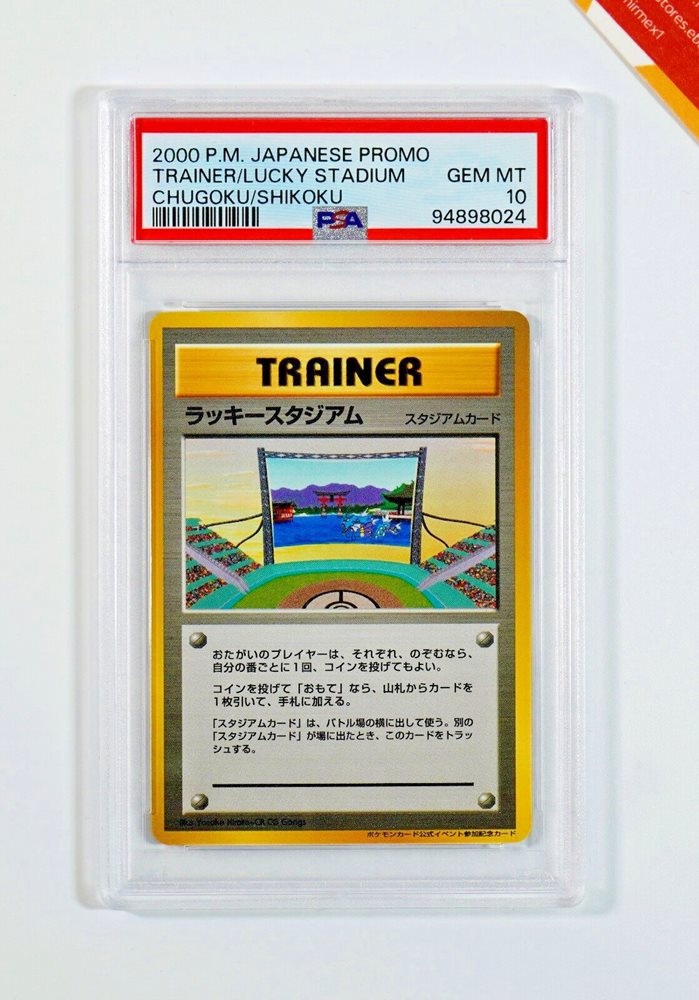 stores.eb
mirmex1
2000 P.M. JAPANESE PROMO
TRAINER/LUCKY STADIUM GEM MT
CHUGOKU/SHIKOKU 10
PSA 94898024
TRAINER
ラッキースタジアム スタジアムカード
おたがいのプレイヤーは、それぞれ、のぞむなら、
自分の番ごとに1回、コインを投げてもよい。
コインを投げて「おもて」なら、山札からカードを
1枚引いて、手札に加える。
「スタジアムカード」は、バトル場の横に出して使う。別の
「スタジアムカード」が場に出たとき、このカードをトラッ
シュする。
Illus. Yosuke Hirata+CR CG Gangs
ポケモンカード公式イベント参加記念カード